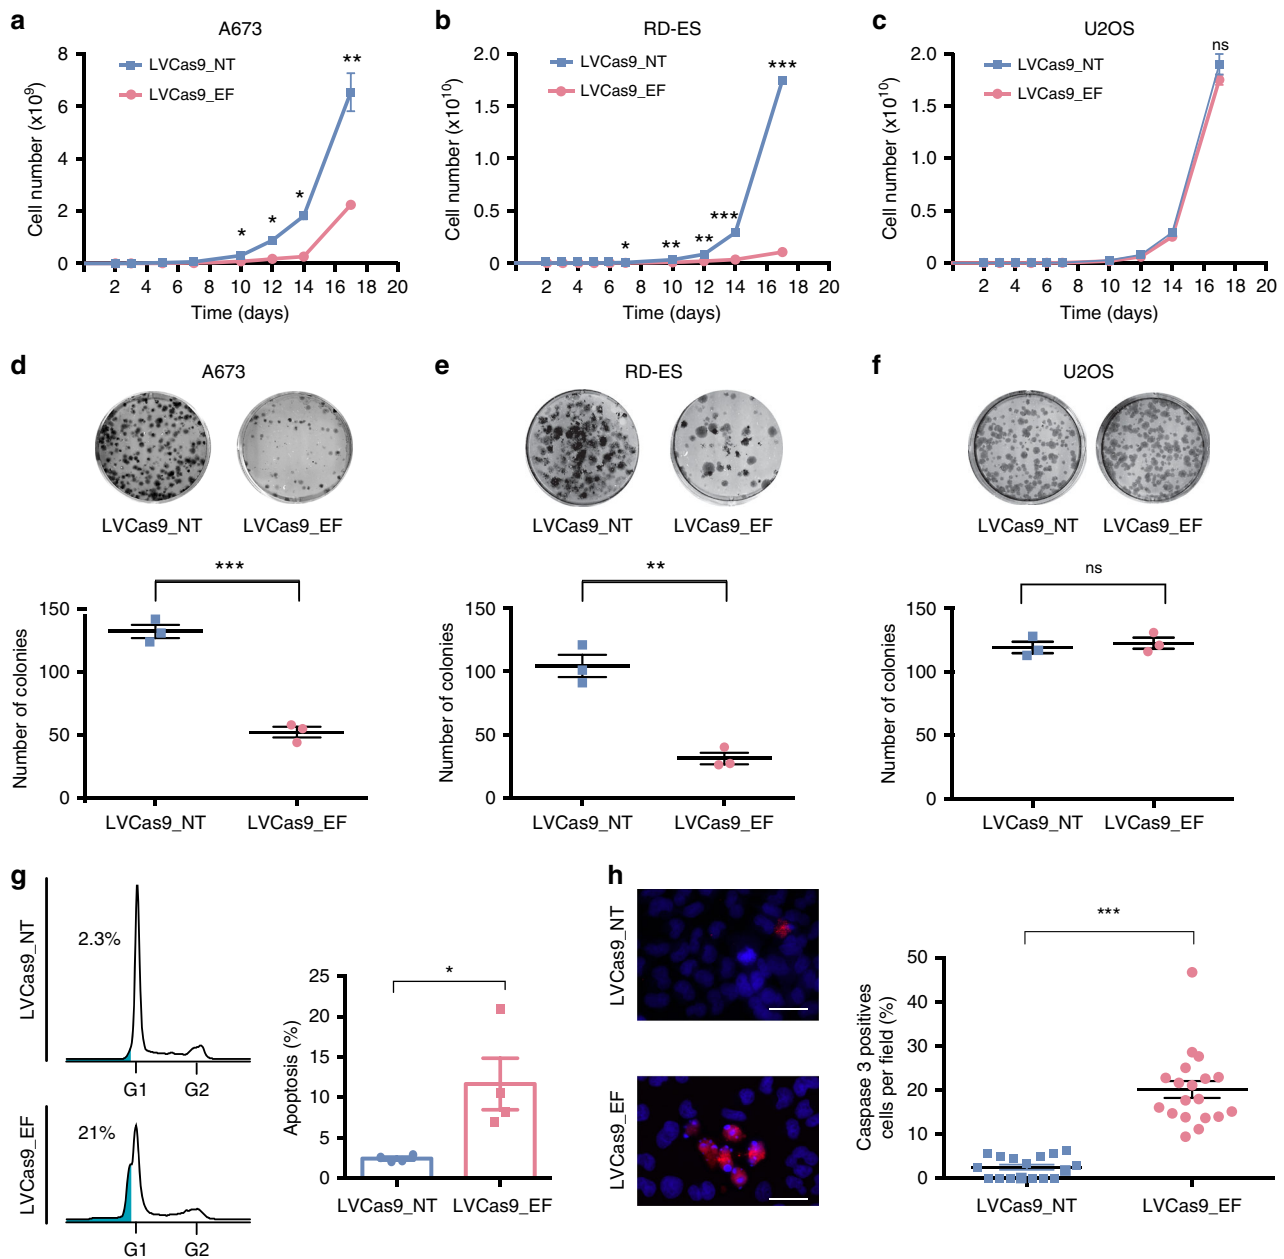 a
A673
8
6
4
2
0
Cell number (x10⁹)
LVCas9_NT
LVCas9_EF
*
*
*
**
2 4 6 8 10 12 14 16 18 20
Time (days)
b
RD-ES
2.0
1.5
1.0
0.5
0
Cell number (x10¹⁰)
LVCas9_NT
LVCas9_EF
*
**
**
***
***
2 4 6 8 10 12 14 16 18 20
Time (days)
c
U2OS
2.0
1.5
1.0
0.5
0
Cell number (x10¹⁰)
LVCas9_NT
LVCas9_EF
ns
2 4 6 8 10 12 14 16 18 20
Time (days)
d
A673
LVCas9_NT LVCas9_EF
***
150
100
50
0
Number of colonies
LVCas9_NT LVCas9_EF
e
RD-ES
LVCas9_NT LVCas9_EF
**
150
100
50
0
Number of colonies
LVCas9_NT LVCas9_EF
f
U2OS
LVCas9_NT LVCas9_EF
ns
150
100
50
0
Number of colonies
LVCas9_NT LVCas9_EF
g
LVCas9_NT
2.3%
G1 G2
LVCas9_EF
21%
G1 G2
*
25
20
15
10
5
0
Apoptosis (%)
LVCas9_NT LVCas9_EF
h
LVCas9_NT
LVCas9_EF
***
50
40
30
20
10
0
Caspase 3 positives
cells per field (%)
LVCas9_NT LVCas9_EF